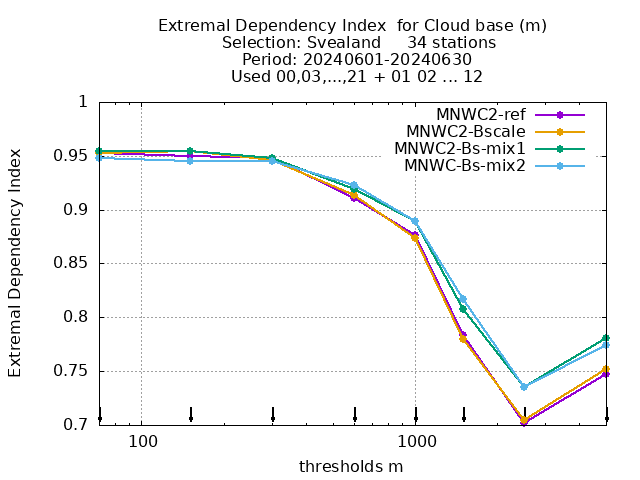 Extremal Dependency Index  for Cloud base (m)
Selection: Svealand     34 stations
Period: 20240601-20240630
Used 00,03,...,21 + 01 02 ... 12
MNWC2-ref
MNWC2-Bscale
MNWC2-Bs-mix1
MNWC-Bs-mix2
Extremal Dependency Index
1
0.95
0.9
0.85
0.8
0.75
0.7
100
1000
thresholds m